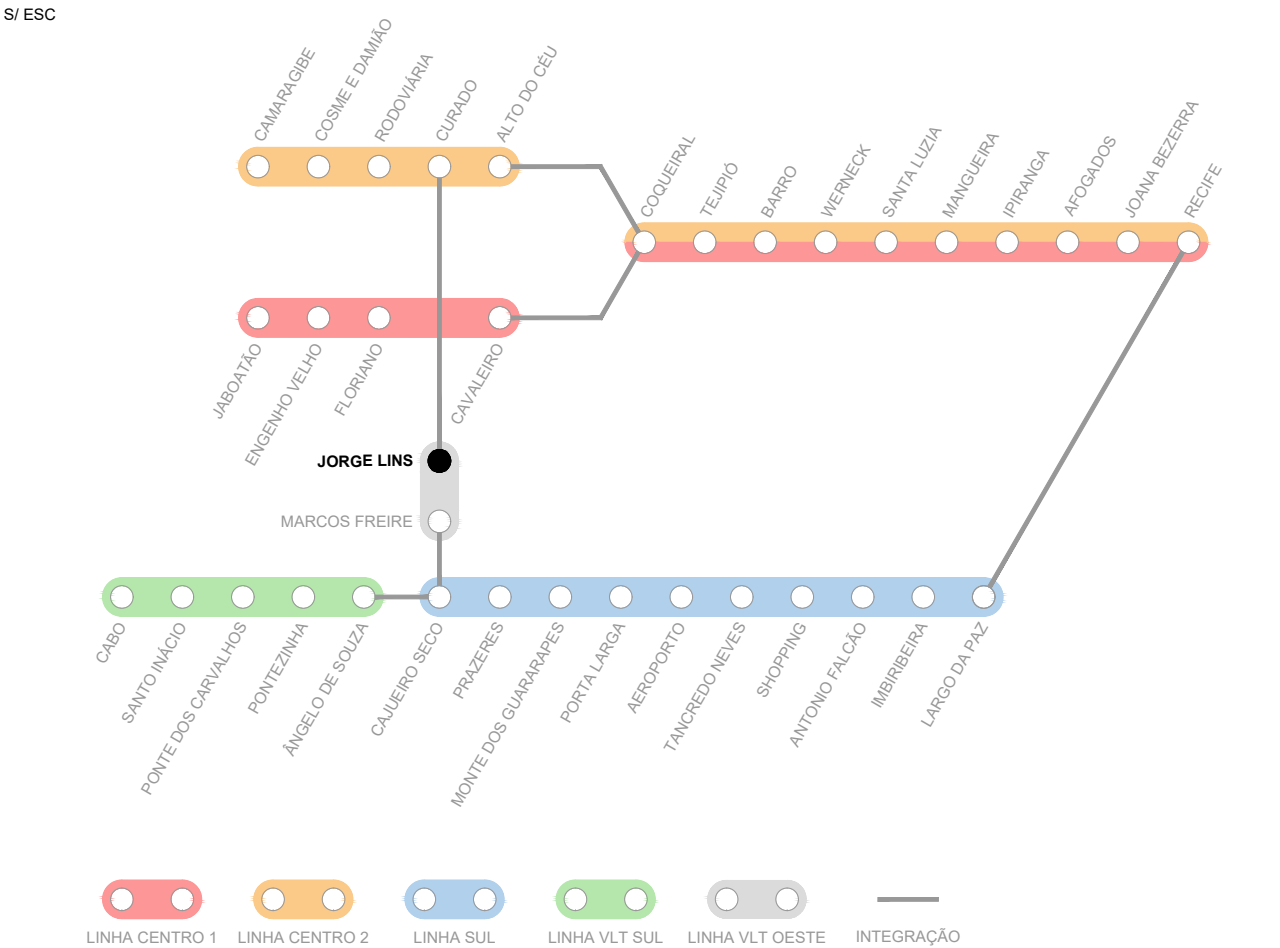 S/ ESC
CAMARAGIBE
COSME E DAMIÃO
RODOVIÁRIA
CURADO
ALTO DO CÉU
COQUEIRAL
TEJIPIÓ
BARRO
WERNECK
SANTA LUZIA
MANGUEIRA
IPIRANGA
AFOGADOS
JOANA BEZERRA
RECIFE
JABOATÃO
ENGENHO VELHO
FLORIANO
CAVALEIRO
JORGE LINS
MARCOS FREIRE
CABO
SANTO INÁCIO
PONTE DOS CARVALHOS
PONTEZINHA
ÂNGELO DE SOUZA
CAJUEIRO SECO
PRAZERES
MONTE DOS GUARARAPES
PORTA LARGA
AEROPORTO
TANCREDO NEVES
SHOPPING
ANTONIO FALCÃO
IMBIRIBEIRA
LARGO DA PAZ
LINHA CENTRO 1
LINHA CENTRO 2
LINHA SUL
LINHA VLT SUL
LINHA VLT OESTE
INTEGRAÇÃO